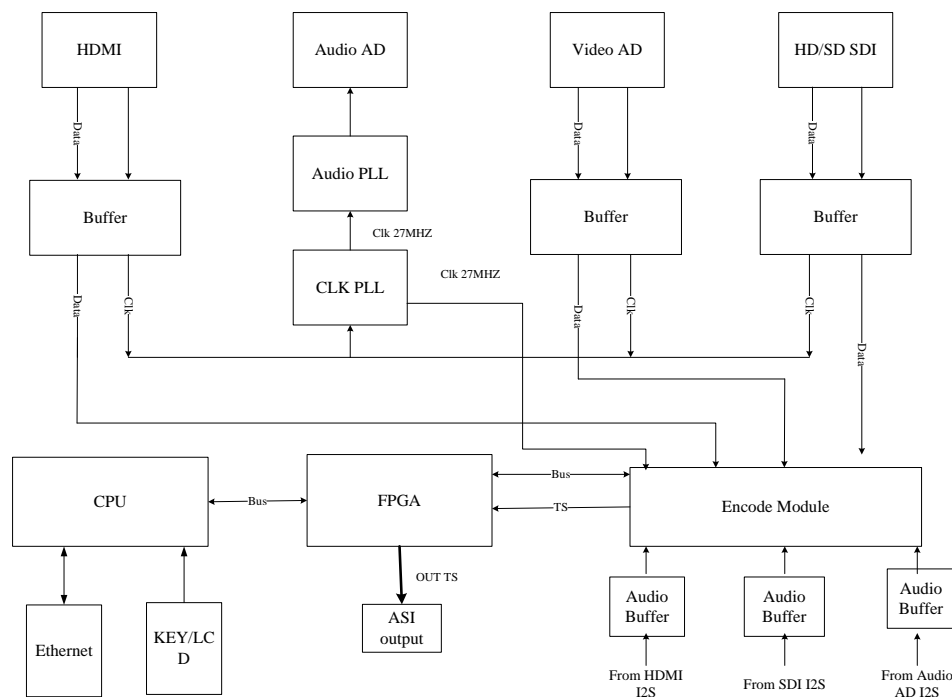 HDMI
Audio AD
Video AD
HD/SD SDI
Data
Data
Data
Audio PLL
Buffer
Buffer
Buffer
Clk 27MHZ
CLK PLL
Clk 27MHZ
Data
Clk
Data
Clk
Clk
Data
CPU
Bus
FPGA
Bus
TS
Encode Module
OUT TS
Ethernet
KEY/LC
D
ASI
output
Audio
Buffer
Audio
Buffer
Audio
Buffer
From HDMI
I2S
From SDI I2S
From Audio
AD I2S